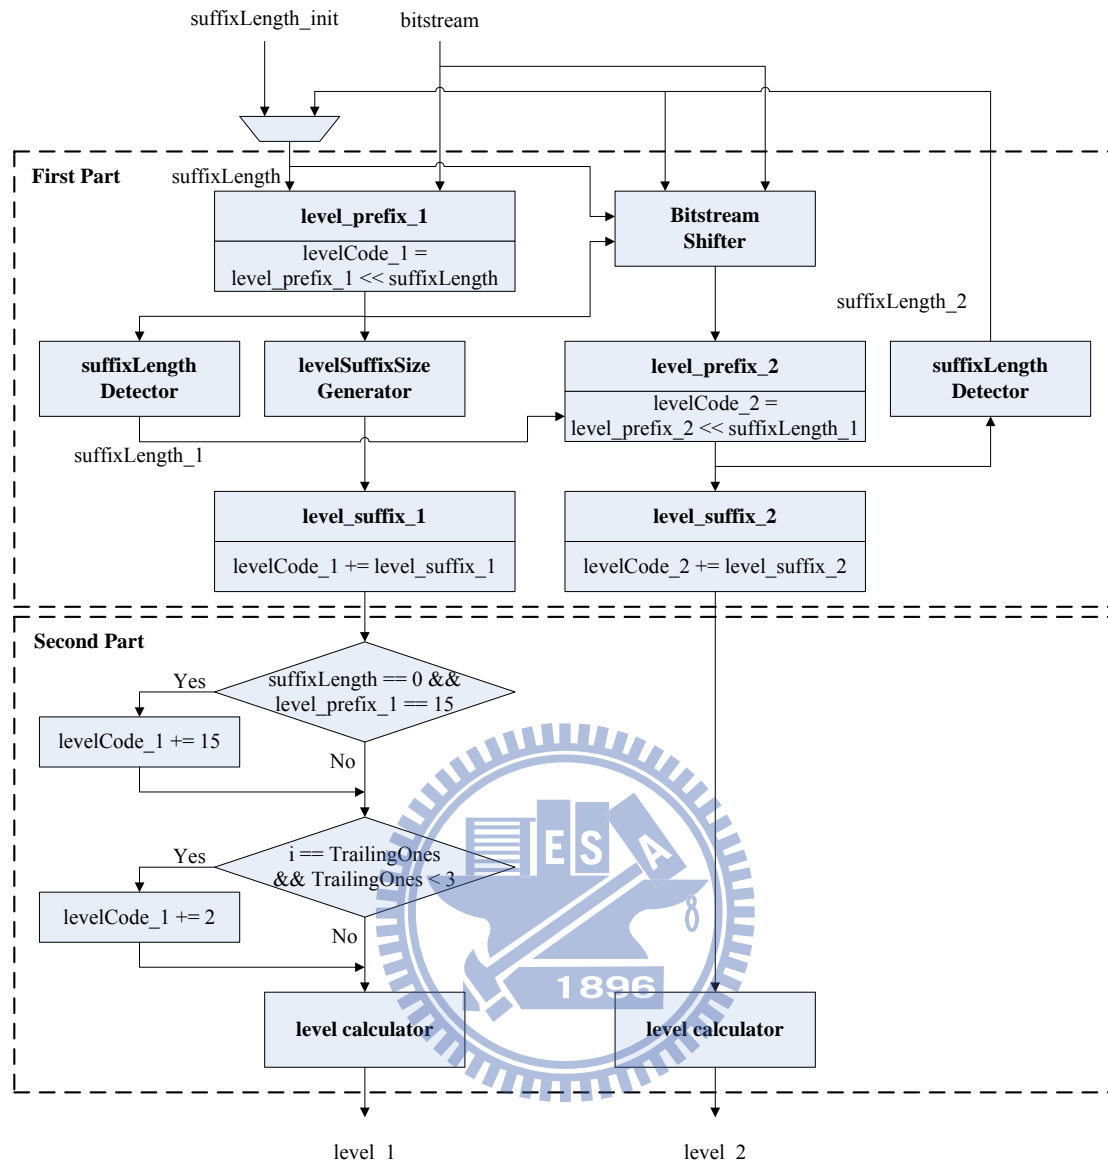 suffixLength_init
bitstream
First Part
suffixLength
level_prefix_1
levelCode_1 =
level_prefix_1 << suffixLength
Bitstream
Shifter
suffixLength_2
suffixLength
Detector
levelSuffixSize
Generator
level_prefix_2
levelCode_2 =
level_prefix_2 << suffixLength_1
suffixLength
Detector
suffixLength_1
level_suffix_1
levelCode_1 += level_suffix_1
level_suffix_2
levelCode_2 += level_suffix_2
Second Part
Yes
suffixLength == 0 &&
level_prefix_1 == 15
levelCode_1 += 15
No
Yes
i == TrailingOnes
&& TrailingOnes < 3
levelCode_1 += 2
No
E S A
1896
level calculator
level calculator
level_1
level_2